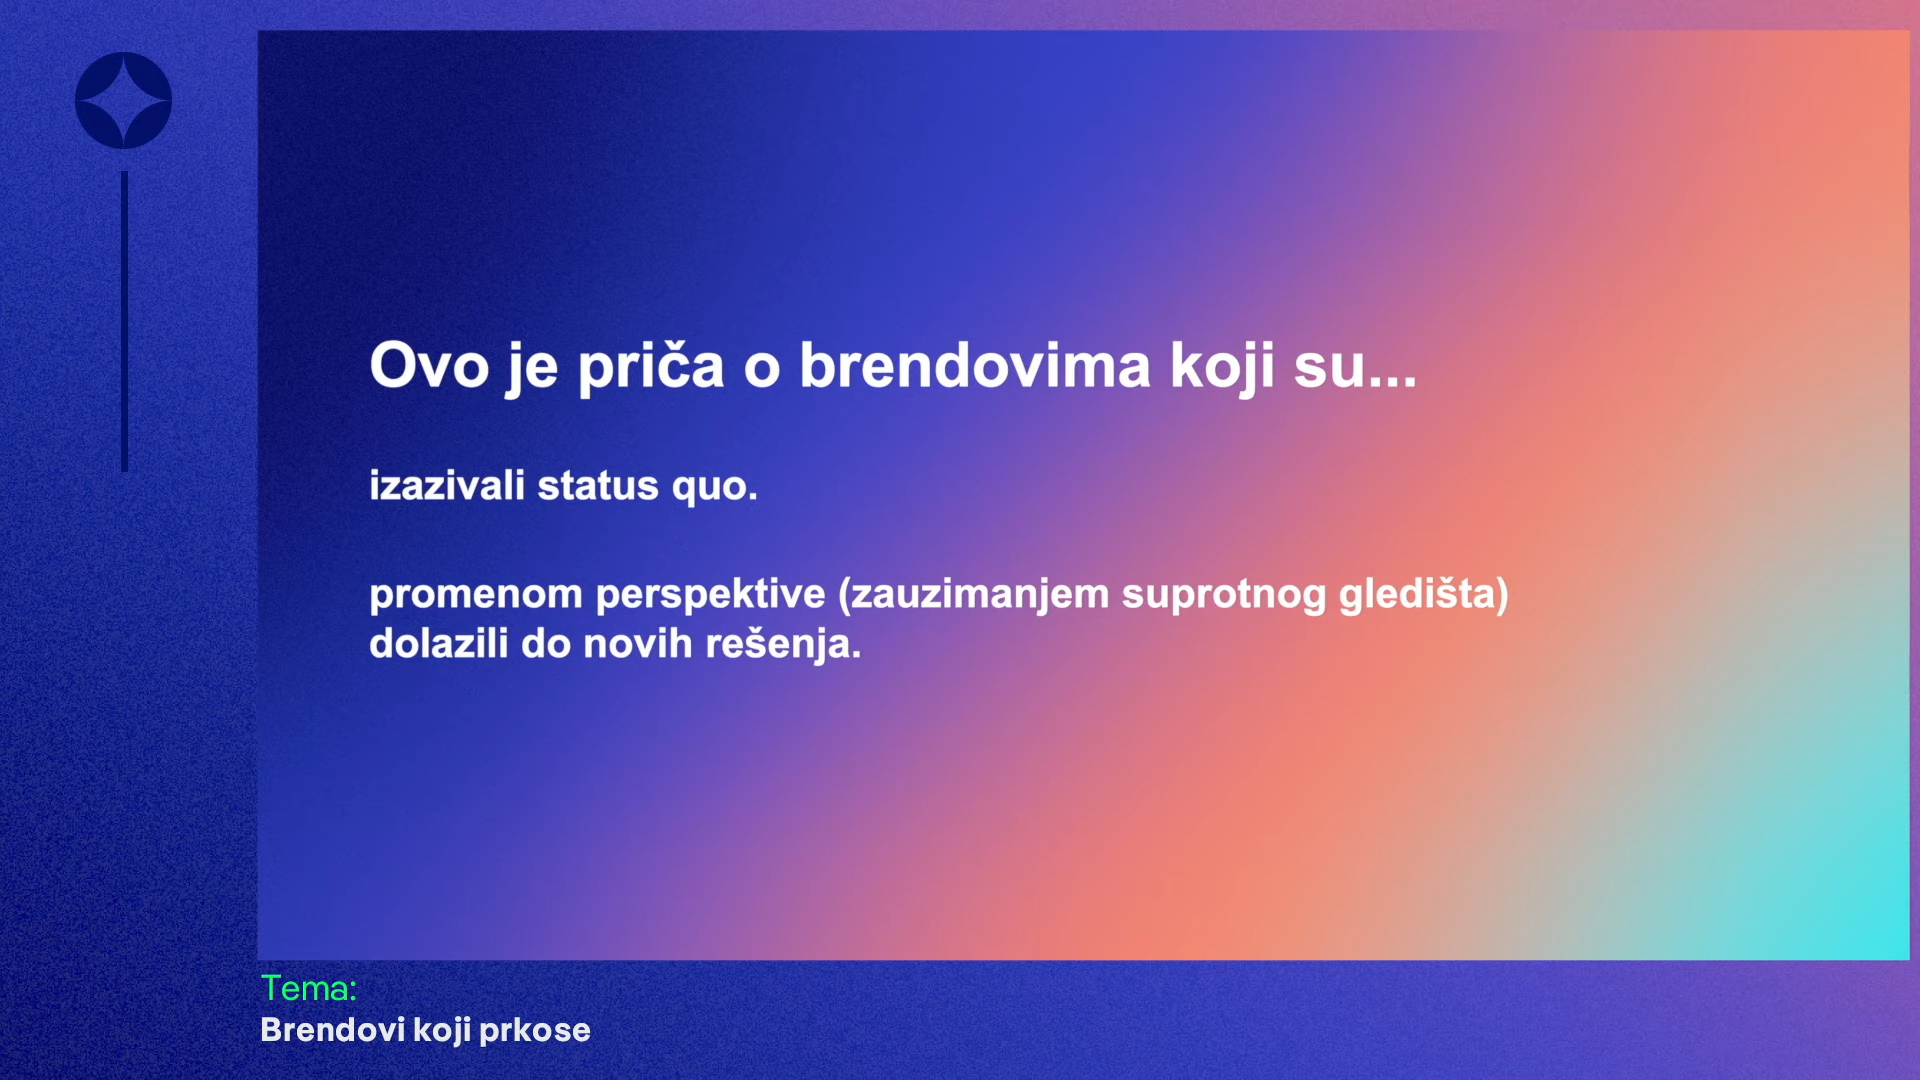 Ovo je priča o brendovima koji su...
izazivali status quo.
promenom perspektive (zauzimanjem suprotnog gledišta)
dolazili do novih rešenja.
Tema:
Brendovi koji prkose